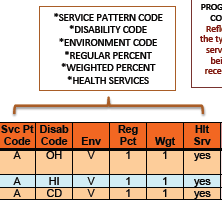 *SERVICE PATTERN CODE
*DISABILITY CODE
*ENVIRONMENT CODE
*REGULAR PERCENT
*WEIGHTED PERCENT
*HEALTH SERVICES
PROG
CO
Refle
the ty
serv
bei
rece
Svc Pt Code Disab Code Env Reg Pct Wgt Hlt Srv
A OH V 1 1 yes
A HI V 1 1 yes
A CD V 1 1 yes